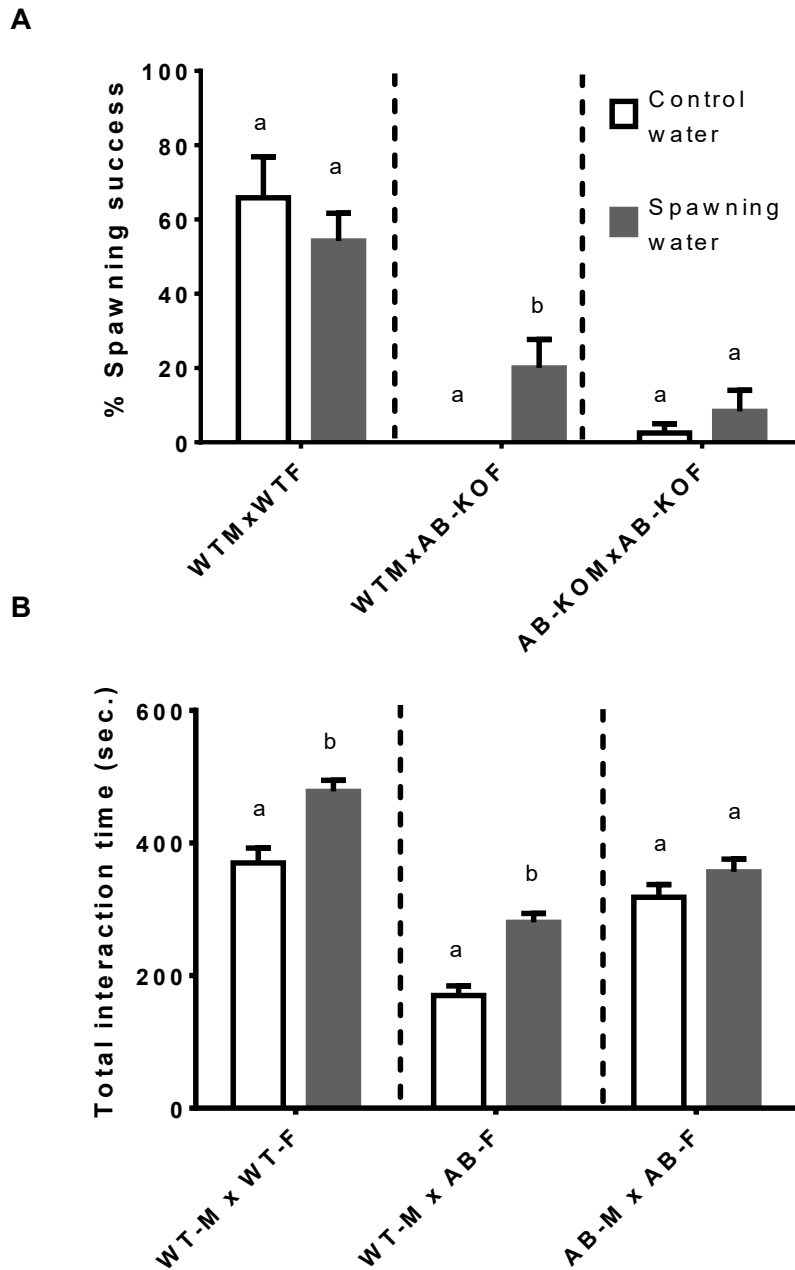 A
% Spawning success
100
80
60
40
20
0
a
a
a
b
a
a
Control
water
Spawning
water
WTMxWTF
WTMxAB-KOF
AB-KOMxAB-KOF
B
Total interaction time (sec.)
600
400
200
0
a
b
a
b
a
a
WT-M x WT-F
WT-M x AB-F
AB-M x AB-F